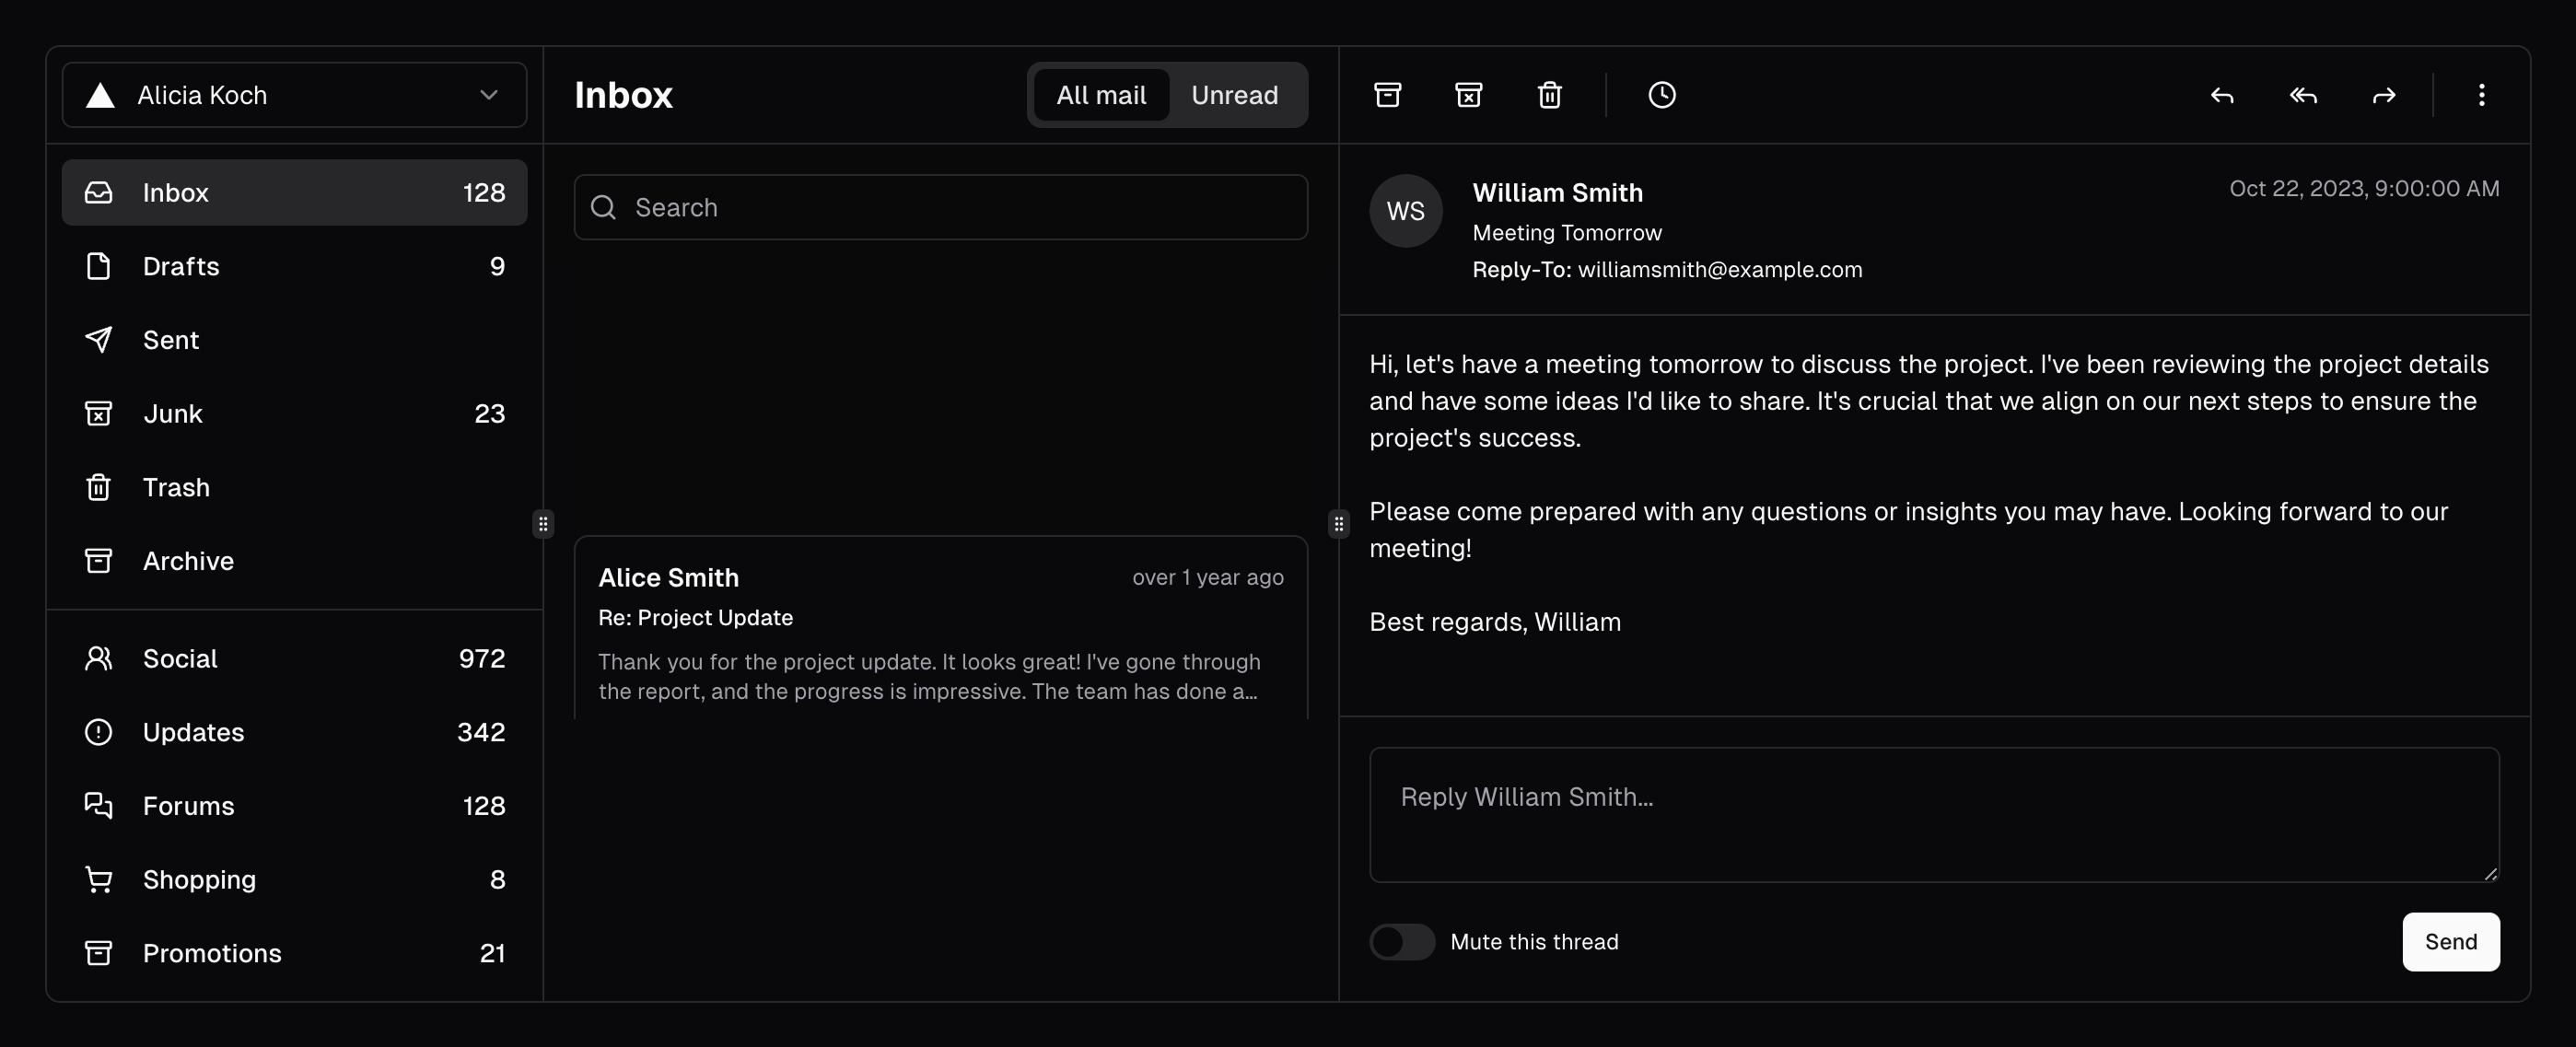 Alicia Koch
Inbox 128
Drafts 9
Sent
Junk 23
Trash
Archive
Social 972
Updates 342
Forums 128
Shopping 8
Promotions 21
Inbox
All mail Unread
Search
Alice Smith over 1 year ago
Re: Project Update
Thank you for the project update. It looks great! I've gone through
the report, and the progress is impressive. The team has done a...
WS
William Smith Oct 22, 2023, 9:00:00 AM
Meeting Tomorrow
Reply-To: williamsmith@example.com
Hi, let's have a meeting tomorrow to discuss the project. I've been reviewing the project details
and have some ideas I'd like to share. It's crucial that we align on our next steps to ensure the
project's success.
Please come prepared with any questions or insights you may have. Looking forward to our
meeting!
Best regards, William
Reply William Smith...
Mute this thread
Send